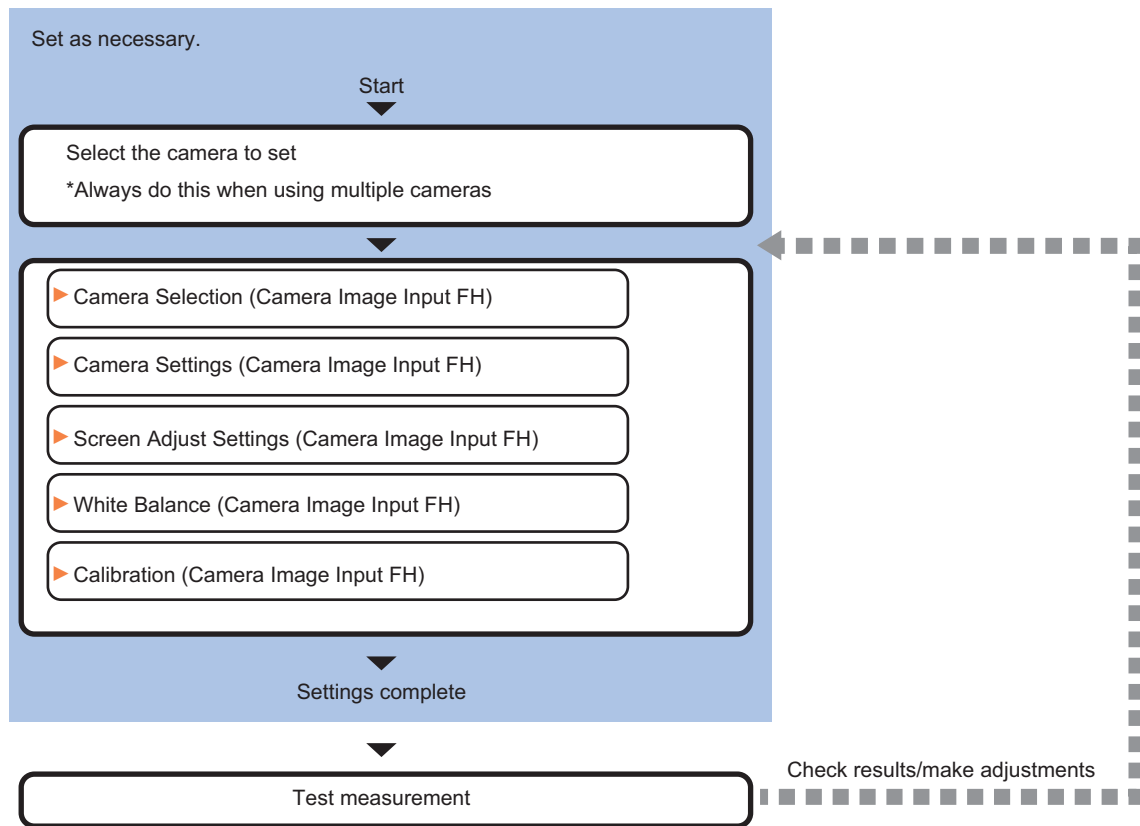 Set as necessary.
Start
Select the camera to set
*Always do this when using multiple cameras
Camera Selection (Camera Image Input FH)
Camera Settings (Camera Image Input FH)
Screen Adjust Settings (Camera Image Input FH)
White Balance (Camera Image Input FH)
Calibration (Camera Image Input FH)
Settings complete
Check results/make adjustments
Test measurement